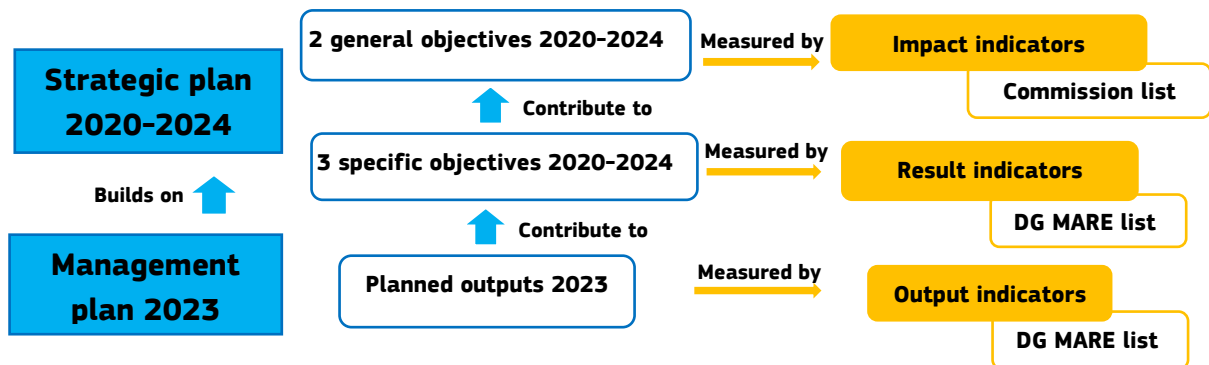 2 general objectives 2020-2024
Measured by
Impact indicators
Commission list
Strategic plan
2020-2024
Contribute to
3 specific objectives 2020-2024
Measured by
Result indicators
DG MARE list
Builds on
Contribute to
Management
plan 2023
Planned outputs 2023
Measured by
Output indicators
DG MARE list